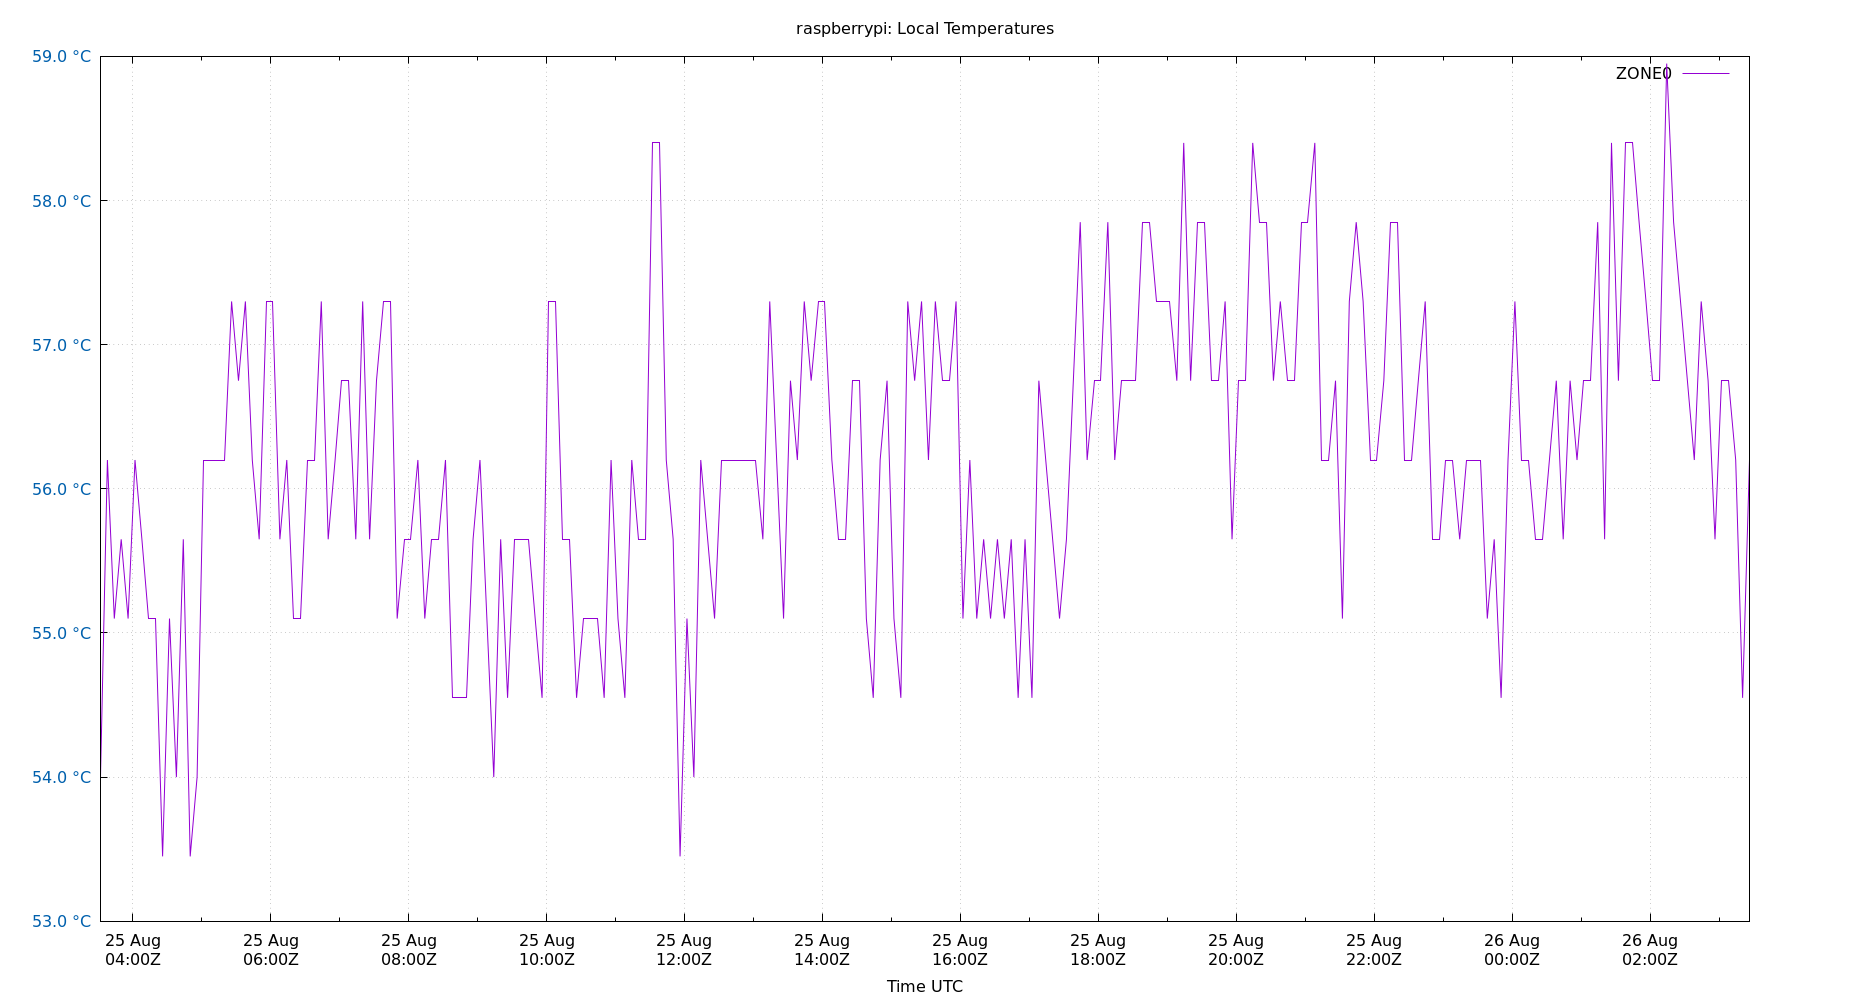 raspberrypi: Local Temperatures
59.0 °C
ZONE0
58.0 °C
57.0 °C
56.0 °C
55.0 °C
54.0 °C
53.0 °C
25 Aug 25 Aug 25 Aug 25 Aug 25 Aug 25 Aug 25 Aug 25 Aug 25 Aug 25 Aug 26 Aug 26 Aug
04:00Z 06:00Z 08:00Z 10:00Z 12:00Z 14:00Z 16:00Z 18:00Z 20:00Z 22:00Z 00:00Z 02:00Z
Time UTC